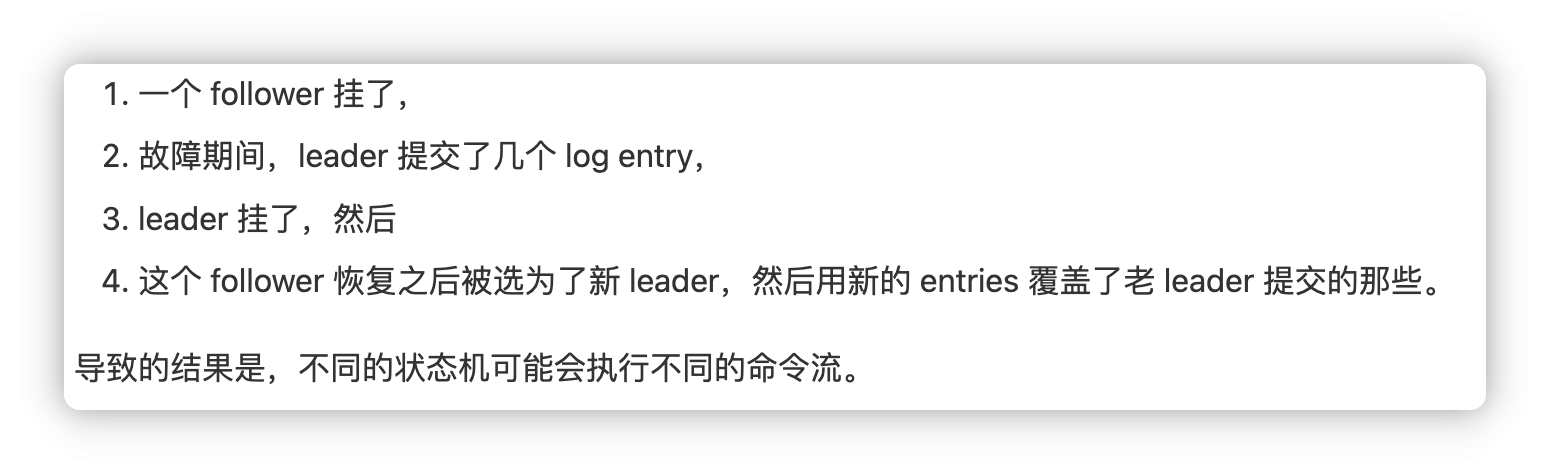 1. 一个 follower 挂了，
2. 故障期间，leader 提交了几个 log entry，
3. leader 挂了，然后
4. 这个 follower 恢复之后被选为了新 leader，然后用新的 entries 覆盖了老 leader 提交的那些。
导致的结果是，不同的状态机可能会执行不同的命令流。